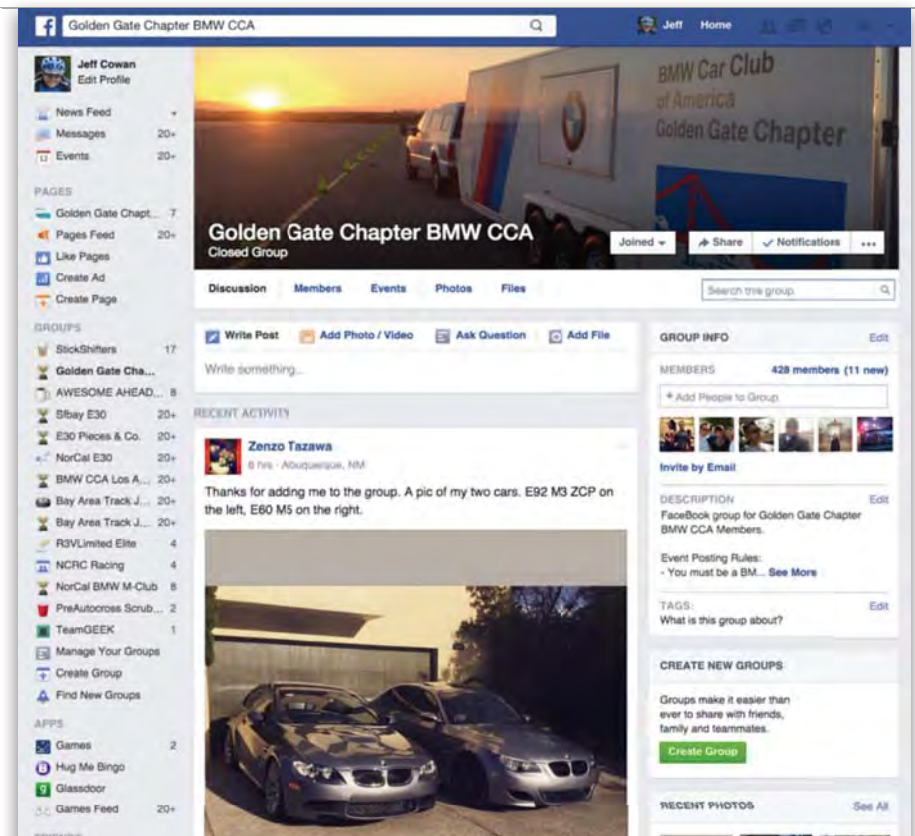 Golden Gate Chapter BMW CCA
Jeff Home
Jeff Cowan
Edit Profile
News Feed
Messages 20+
Events 20+
PAGES
Golden Gate Chapt... 7
Pages Feed 20+
Like Pages
Create Ad
Create Page
GROUPS
StickShifters 17
Golden Gate Cha...
AWESOME AHEAD... 8
Sfbay E30 20+
E30 Pieces & Co. 20+
NorCal E30 20+
BMW CCA Los A... 20+
Bay Area Track J... 20+
Bay Area Track J... 20+
R3VLimited Elite 4
NCRC Racing 4
NorCal BMW M-Club 8
PreAutocross Scrub... 2
TeamGEEK 1
Manage Your Groups
Create Group
Find New Groups
APPS
Games 2
Hug Me Bingo
Glassdoor
Games Feed 20+
FRIENDS
BMW Car Club
of America
Golden Gate Chapter
Golden Gate Chapter BMW CCA
Closed Group
Joined Share Notifications ...
Discussion Members Events Photos Files
Search this group
Write Post Add Photo / Video Ask Question Add File
Write something...
RECENT ACTIVITY
Zenzo Tazawa
6 hrs · Albuquerque, NM
Thanks for adding me to the group. A pic of my two cars. E92 M3 ZCP on
the left, E60 M5 on the right.
GROUP INFO Edit
MEMBERS 428 members (11 new)
+ Add People to Group
Invite by Email
DESCRIPTION Edit
FaceBook group for Golden Gate Chapter
BMW CCA Members.
Event Posting Rules:
- You must be a BM... See More
TAGS: Edit
What is this group about?
CREATE NEW GROUPS
Groups make it easier than
ever to share with friends,
family and teammates.
Create Group
RECENT PHOTOS See All